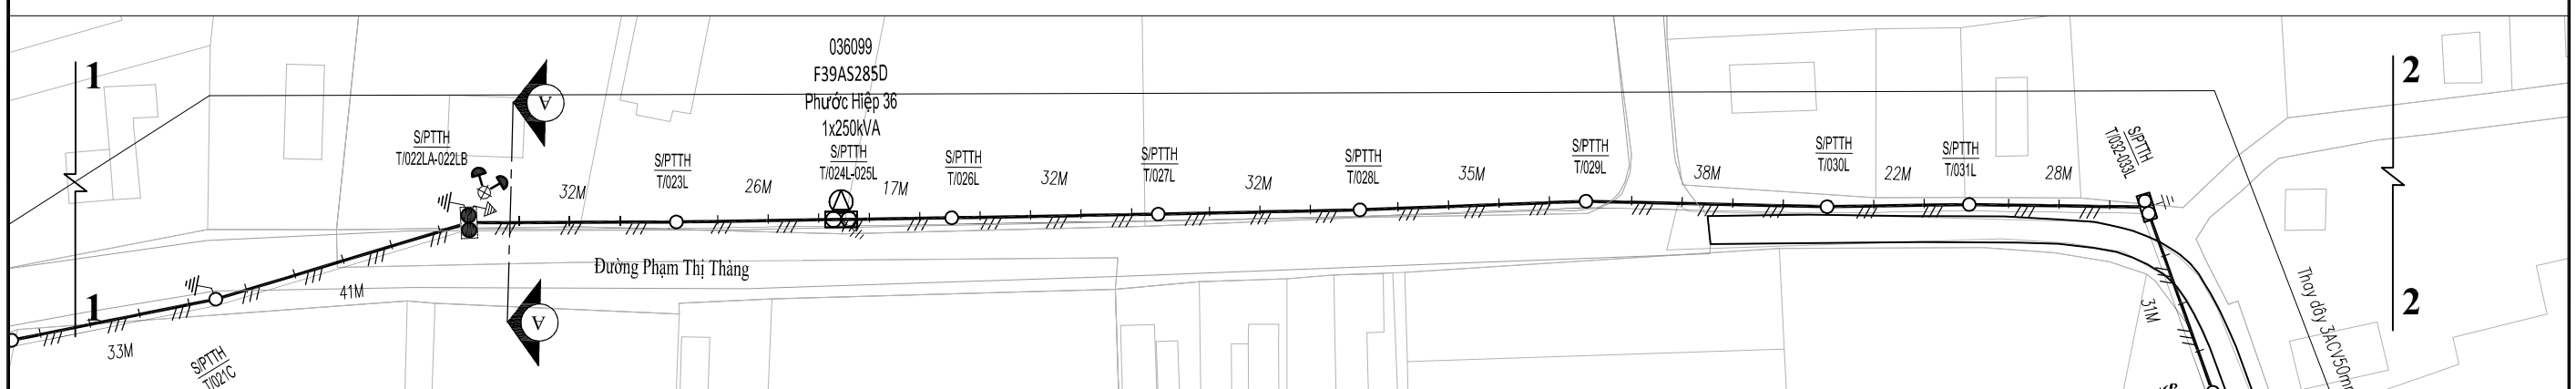 036099
F39AS285D
Phước Hiệp 36
1x250kVA
S/PTTH
T/024L-025L
1
1
2
2
A
A
S/PTTH
T/022LA-022LB
S/PTTH
T/023L
S/PTTH
T/026L
S/PTTH
T/027L
S/PTTH
T/028L
S/PTTH
T/029L
S/PTTH
T/030L
S/PTTH
T/031L
S/PTTH
T/032-033L
32M
26M
17M
32M
32M
35M
38M
22M
28M
Đường Phạm Thị Thàng
41M
33M
S/PTTH
T/021C
31M
Thay dây 3ACV50mm